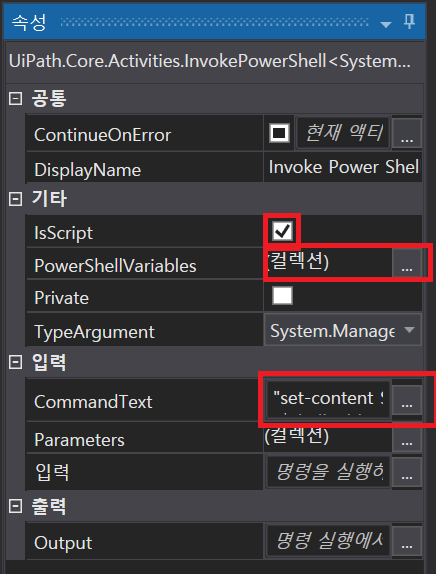 속성
UiPath.Core.Activities.InvokePowerShell<System...
공통
ContinueOnError 현재 액티 ...
DisplayName Invoke Power Shel
기타
IsScript
PowerShellVariables (컬렉션) ...
Private
TypeArgument System.Manage
입력
CommandText "set-content ...
Parameters (컬렉션) ...
입력 명령을 실행하 ...
출력
Output 명령 실행에서 ...